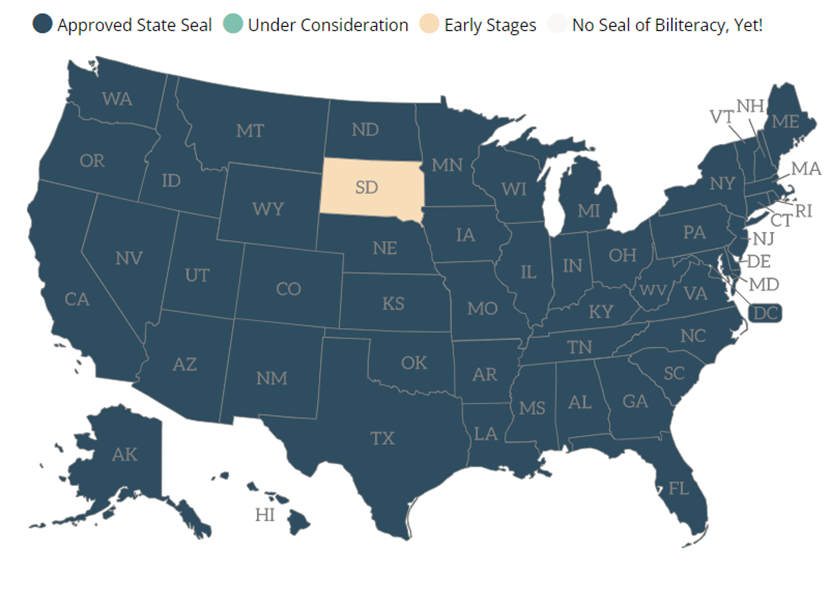 Approved State Seal Under Consideration Early Stages No Seal of Biliteracy, Yet!
WA
MT
ND
MN
VT
NH
ME
OR
ID
SD
WI
MI
NY
MA
WY
IA
RI
CT
NV
UT
NE
IL
IN
OH
PA
NJ
DE
MD
CA
CO
KS
MO
KY
WV
VA
DC
AZ
NM
OK
AR
TN
NC
SC
TX
LA
MS
AL
GA
AK
HI
FL